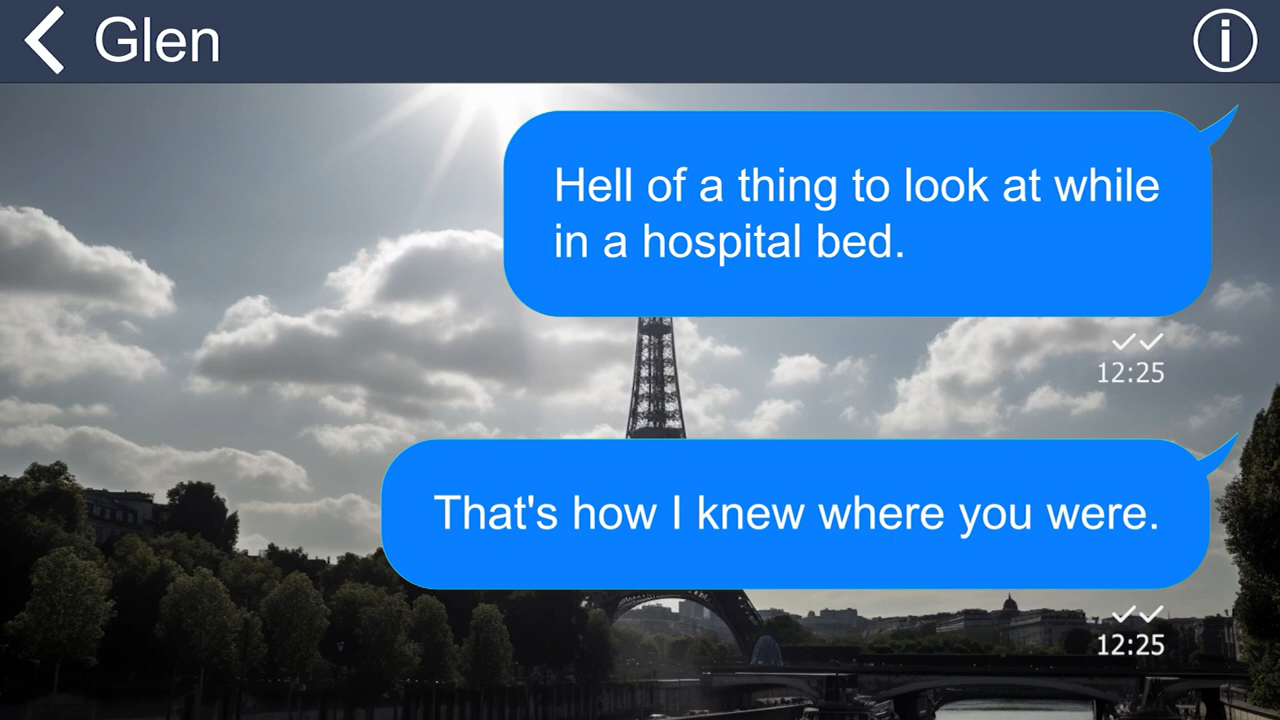 Glen
Hell of a thing to look at while
in a hospital bed.
12:25
That's how I knew where you were.
12:25